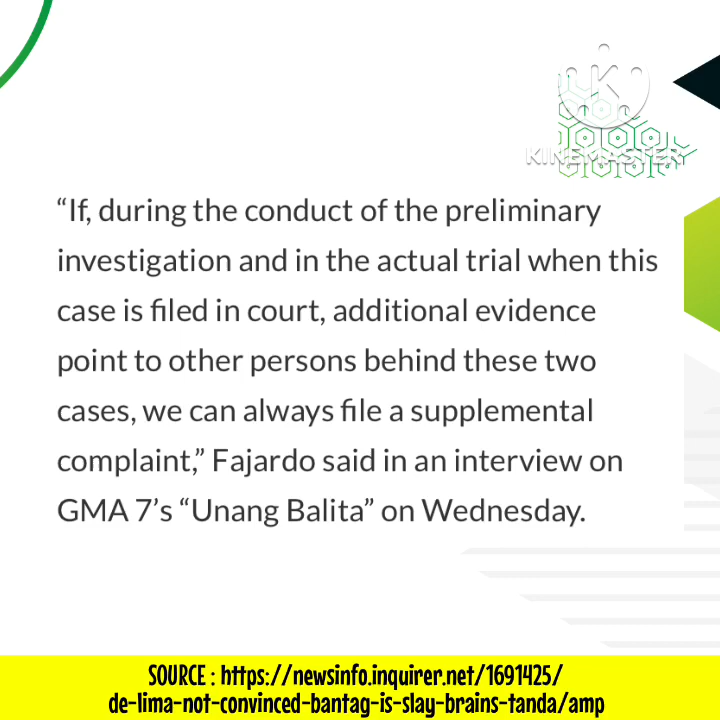 KINEMASTER
“If, during the conduct of the preliminary
investigation and in the actual trial when this
case is filed in court, additional evidence
point to other persons behind these two
cases, we can always file a supplemental
complaint,” Fajardo said in an interview on
GMA 7’s “Unang Balita” on Wednesday.
SOURCE : https://newsinfo.inquirer.net/1691425/
de-lima-not-convinced-bantag-is-slay-brains-tanda/amp